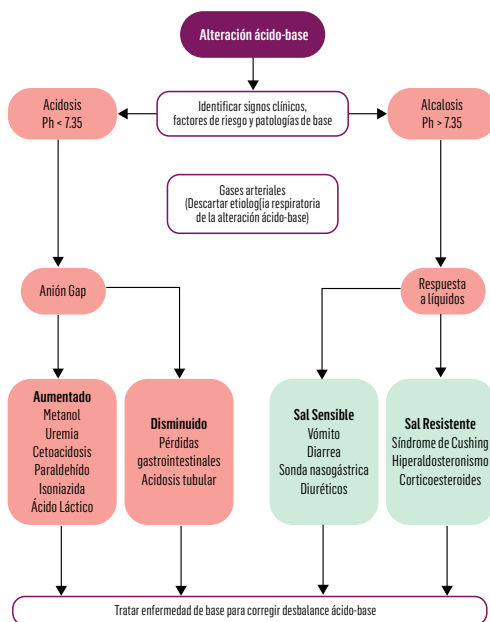 Alteración ácido-base
Acidosis
Ph < 7.35
Identificar signos clínicos,
factores de riesgo y patologías de base
Alcalosis
Ph > 7.35
Gases arteriales
(Descartar etiolog(ia respiratoria
de la alteración ácido-base)
Anión Gap
Respuesta
a líquidos
Aumentado
Metanol
Uremia
Cetoacidosis
Paraldehído
Isoniazida
Ácido Láctico
Disminuido
Pérdidas
gastrointestinales
Acidosis tubular
Sal Sensible
Vómito
Diarrea
Sonda nasogástrica
Diuréticos
Sal Resistente
Síndrome de Cushing
Hiperaldosteronismo
Corticoesteroides
Tratar enfermedad de base para corregir desbalance ácido-base